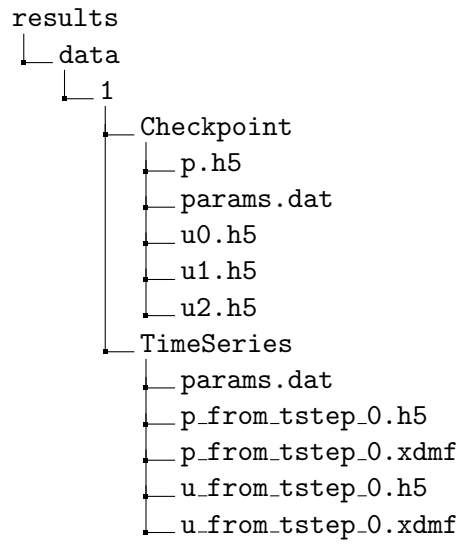 results
data
1
Checkpoint
p.h5
params.dat
u0.h5
u1.h5
u2.h5
TimeSeries
params.dat
p_from_tstep_0.h5
p_from_tstep_0.xdmf
u_from_tstep_0.h5
u_from_tstep_0.xdmf